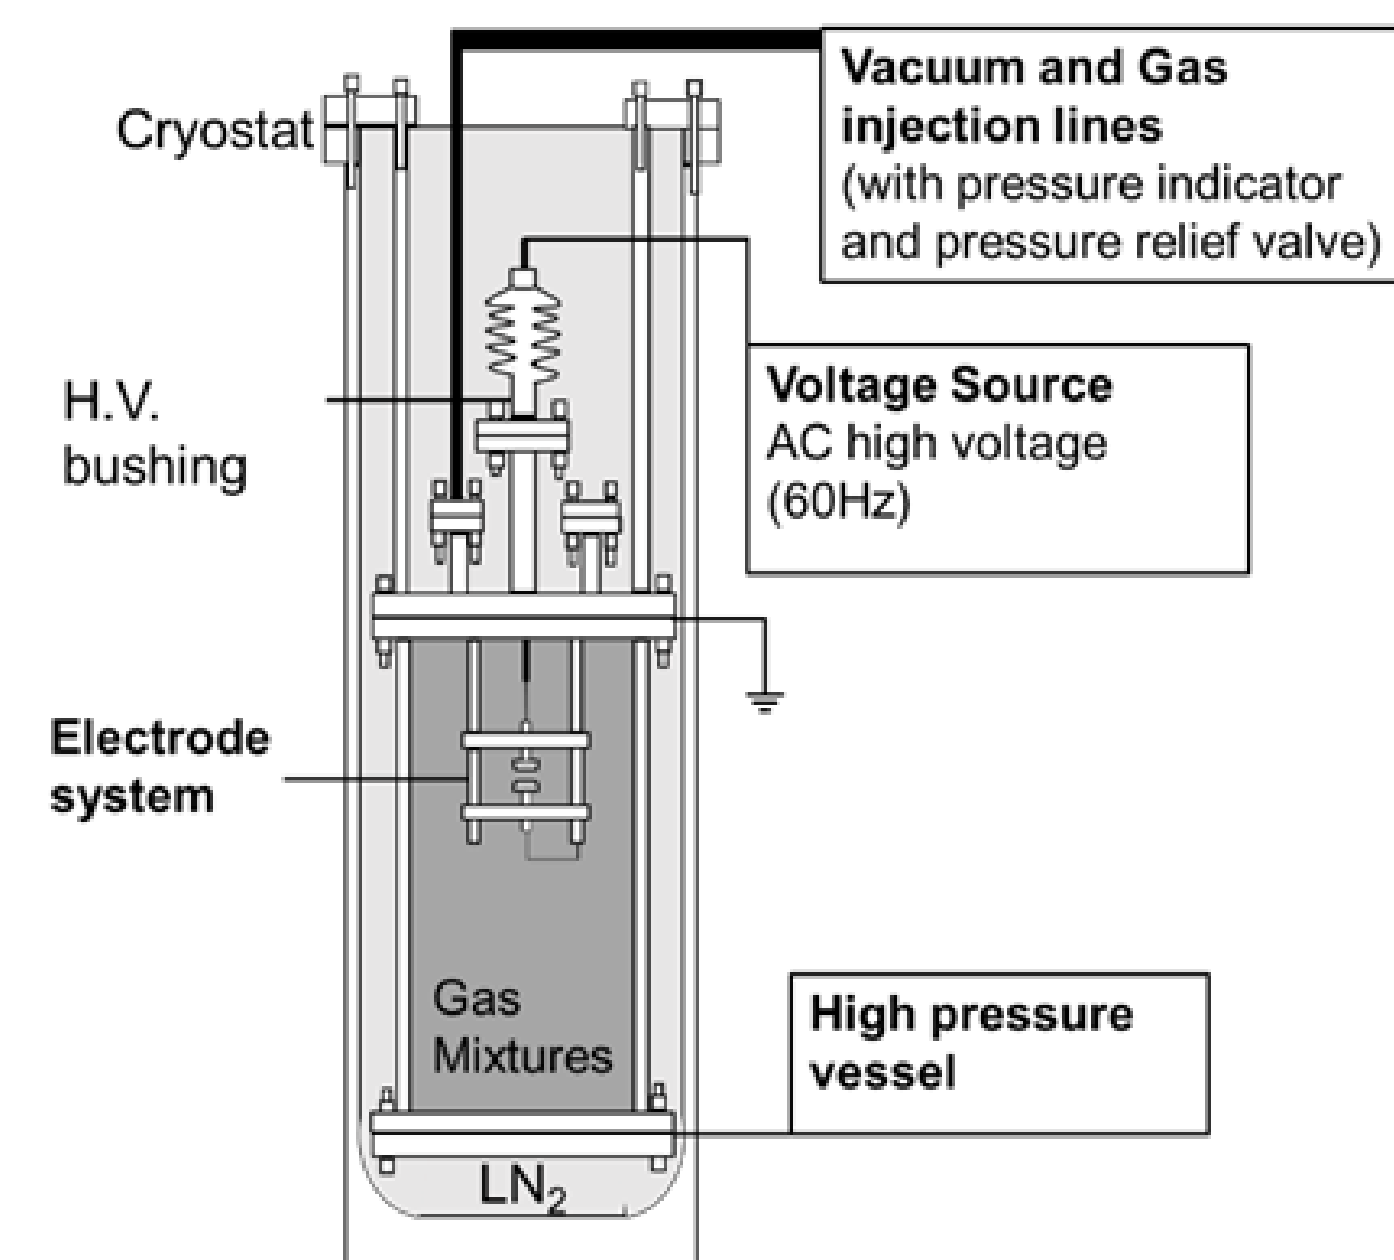 Vacuum and Gas
injection lines
(with pressure indicator
and pressure relief valve)
Cryostat
Voltage Source
AC high voltage
(60Hz)
H.V.
bushing
Electrode
system
Gas
Mixtures
High pressure
vessel
LN₂